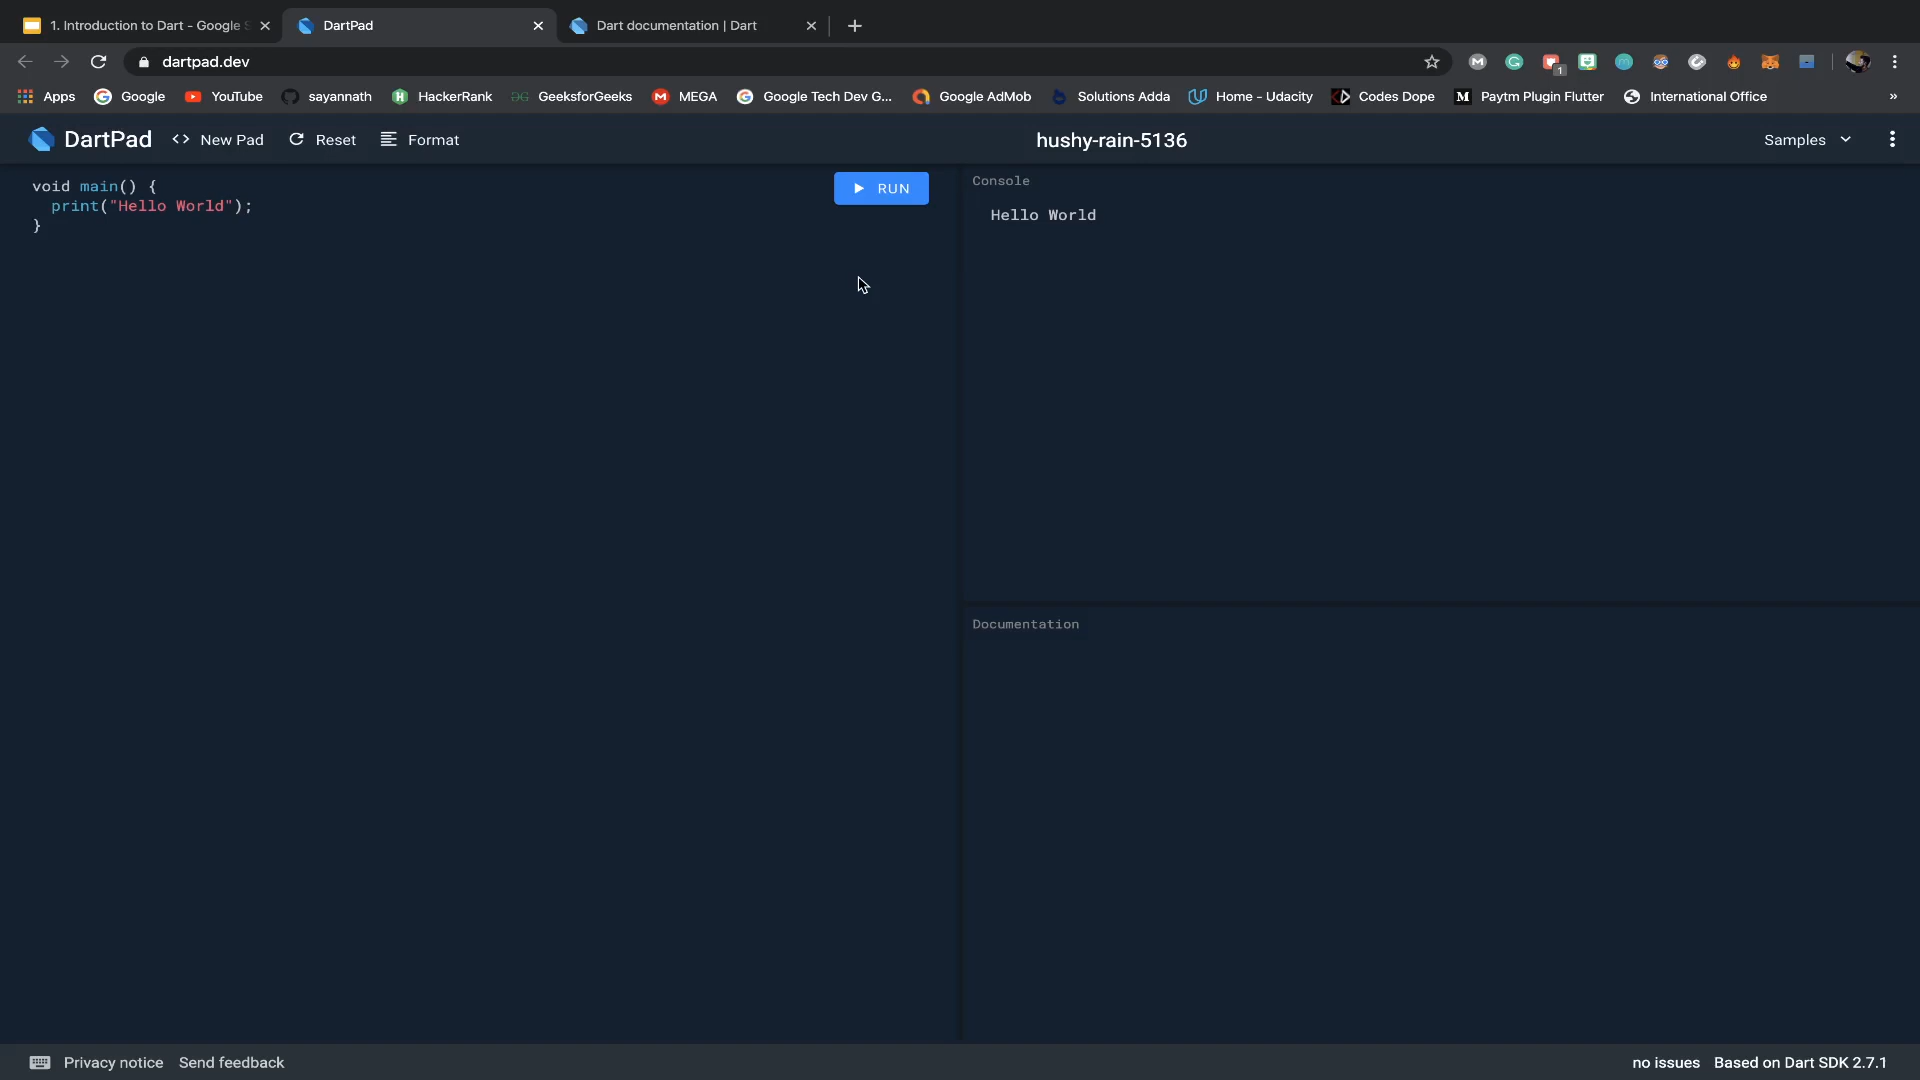 1. Introduction to Dart - Google S
DartPad
Dart documentation | Dart
dartpad.dev
1
Apps
Google
YouTube
sayannath
HackerRank
GeeksforGeeks
MEGA
Google Tech Dev G...
Google AdMob
Solutions Adda
Home - Udacity
Codes Dope
Paytm Plugin Flutter
International Office
»
DartPad
<> New Pad
Reset
Format
hushy-rain-5136
Samples
void main() {
  print("Hello World");
}
RUN
Console
Hello World
Documentation
Privacy notice
Send feedback
no issues
Based on Dart SDK 2.7.1